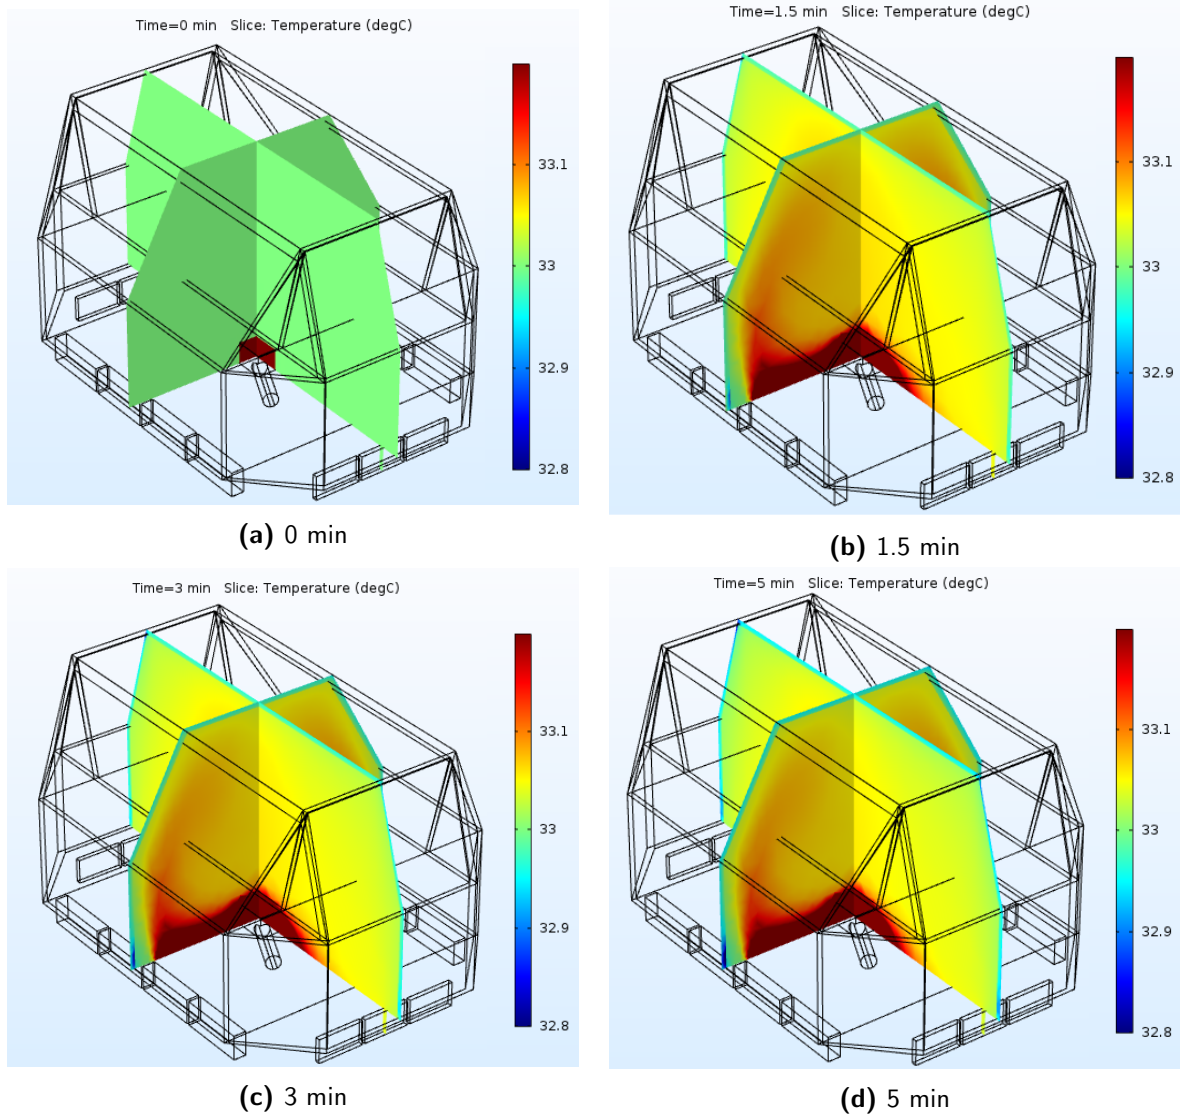 Time=0 min   Slice: Temperature (degC)
33.1
33
32.9
32.8
(a) 0 min
Time=1.5 min   Slice: Temperature (degC)
33.1
33
32.9
32.8
(b) 1.5 min
Time=3 min   Slice: Temperature (degC)
33.1
33
32.9
32.8
(c) 3 min
Time=5 min   Slice: Temperature (degC)
33.1
33
32.9
32.8
(d) 5 min